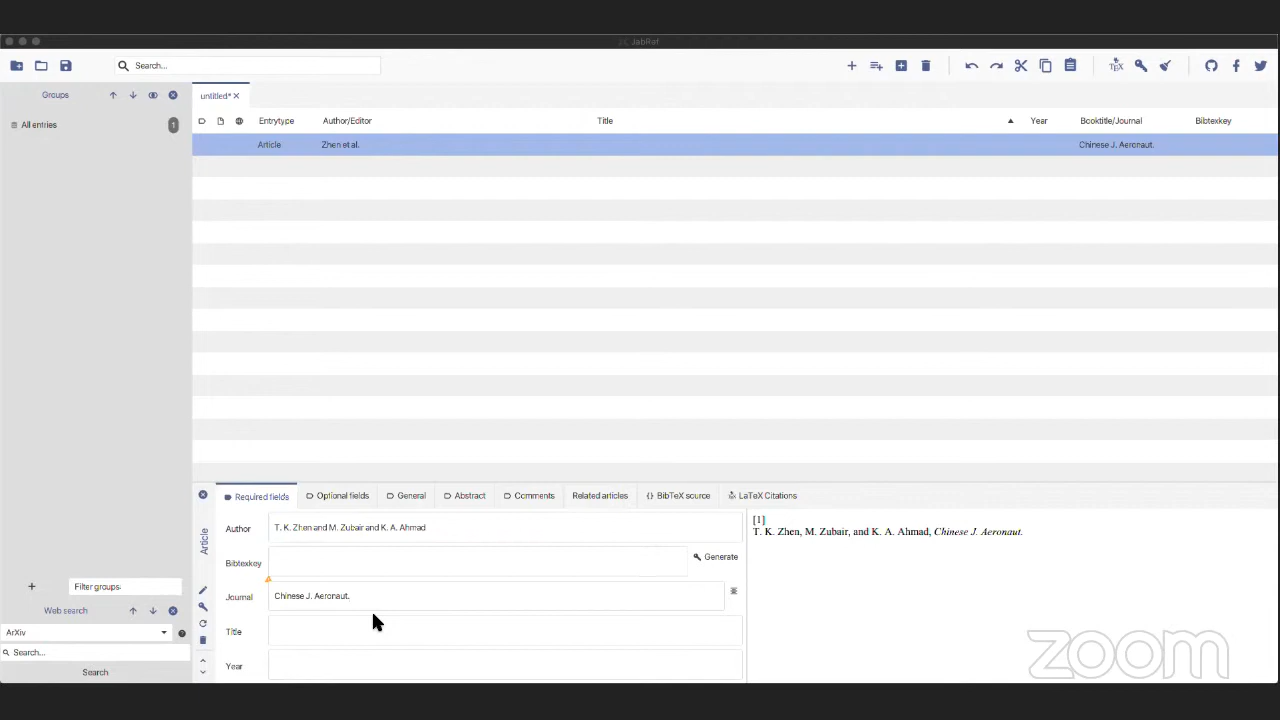 JabRef
Search...
Groups
untitled*
All entries
1
Entrytype
Author/Editor
Title
Year
Booktitle/Journal
Bibtexkey
Article
Zhen et al.
Chinese J. Aeronaut.
Required fields
Optional fields
General
Abstract
Comments
Related articles
{} BibTeX source
LaTeX Citations
Article
Author
T. K. Zhen and M. Zubair and K. A. Ahmad
Bibtexkey
Generate
Journal
Chinese J. Aeronaut.
Title
Year
[1]
T. K. Zhen, M. Zubair, and K. A. Ahmad, Chinese J. Aeronaut.
Filter groups
Web search
ArXiv
Search...
Search
zoom